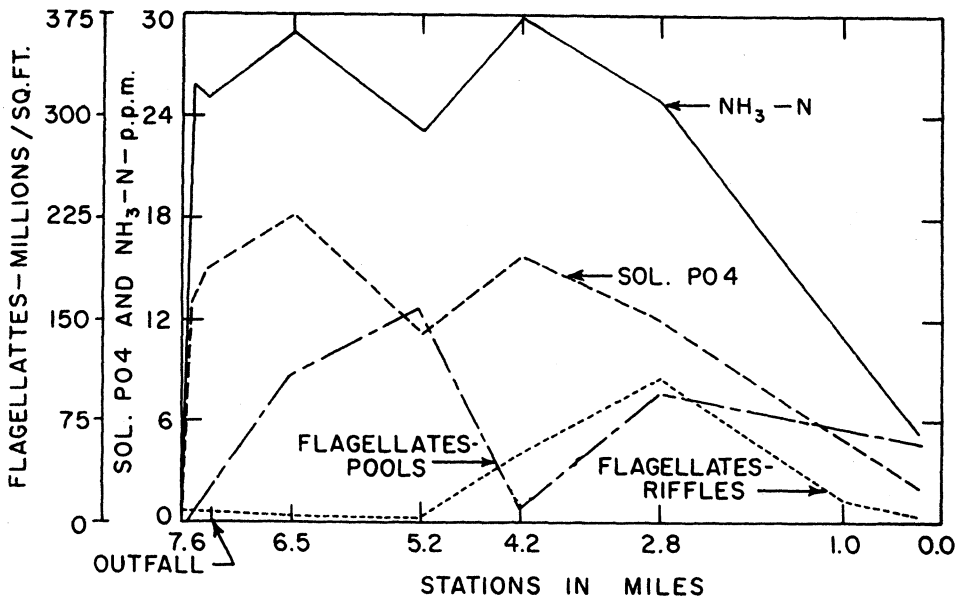 FLAGELLATTES-MILLIONS/SQ.FT.
375
300
225
150
75
0
SOL. PO4 AND NH₃-N-p.p.m.
30
24
18
12
6
0
NH₃-N
SOL. PO4
FLAGELLATES-
POOLS
FLAGELLATES-
RIFFLES
7.6
6.5
5.2
4.2
2.8
1.0
0.0
OUTFALL
STATIONS IN MILES